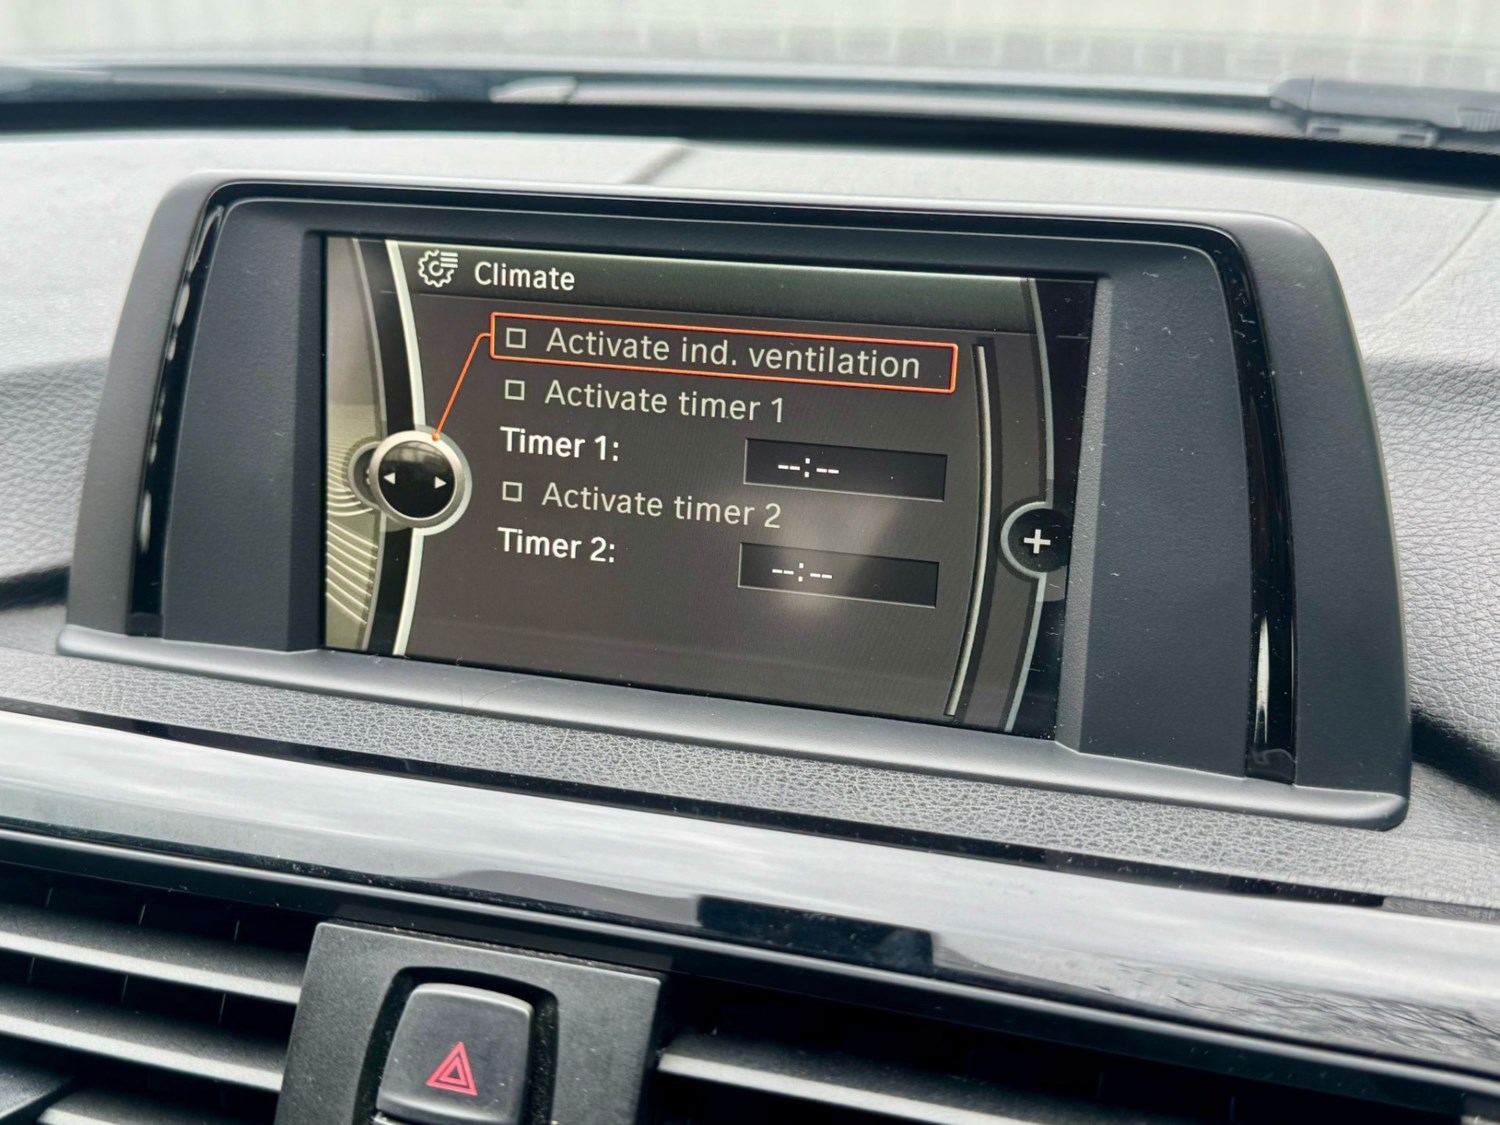 Climate
Activate ind. ventilation
Activate timer 1
Timer 1: --:--
Activate timer 2
Timer 2: --:--
+